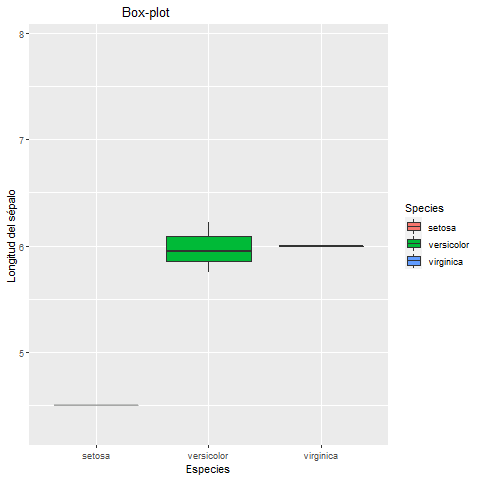 Box-plot
8
7
6
5
Longitud del sépalo
setosa
versicolor
virginica
Especies
Species
setosa
versicolor
virginica